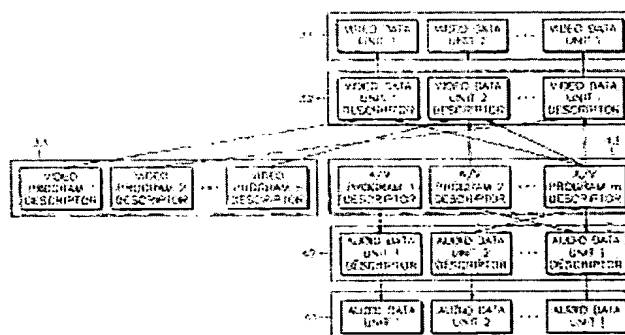 VIDEO DATA UNIT 1
VIDEO DATA UNIT 2
...
VIDEO DATA
VIDEO DATA UNIT 1 DESCRIPTOR
VIDEO DATA UNIT 2 DESCRIPTOR
...
VIDEO DATA UNIT DESCRIPTOR
VIDEO PROGRAM 1 DESCRIPTOR
VIDEO PROGRAM 2 DESCRIPTOR
...
VIDEO PROGRAM DESCRIPTOR
A/V PROGRAM 1 DESCRIPTOR
A/V PROGRAM 2 DESCRIPTOR
...
A/V PROGRAM m DESCRIPTOR
AUDIO DATA UNIT 1 DESCRIPTOR
AUDIO DATA UNIT 2 DESCRIPTOR
...
AUDIO DATA UNIT DESCRIPTOR
AUDIO DATA UNIT 1
AUDIO DATA UNIT 2
...
AUDIO DATA UNIT